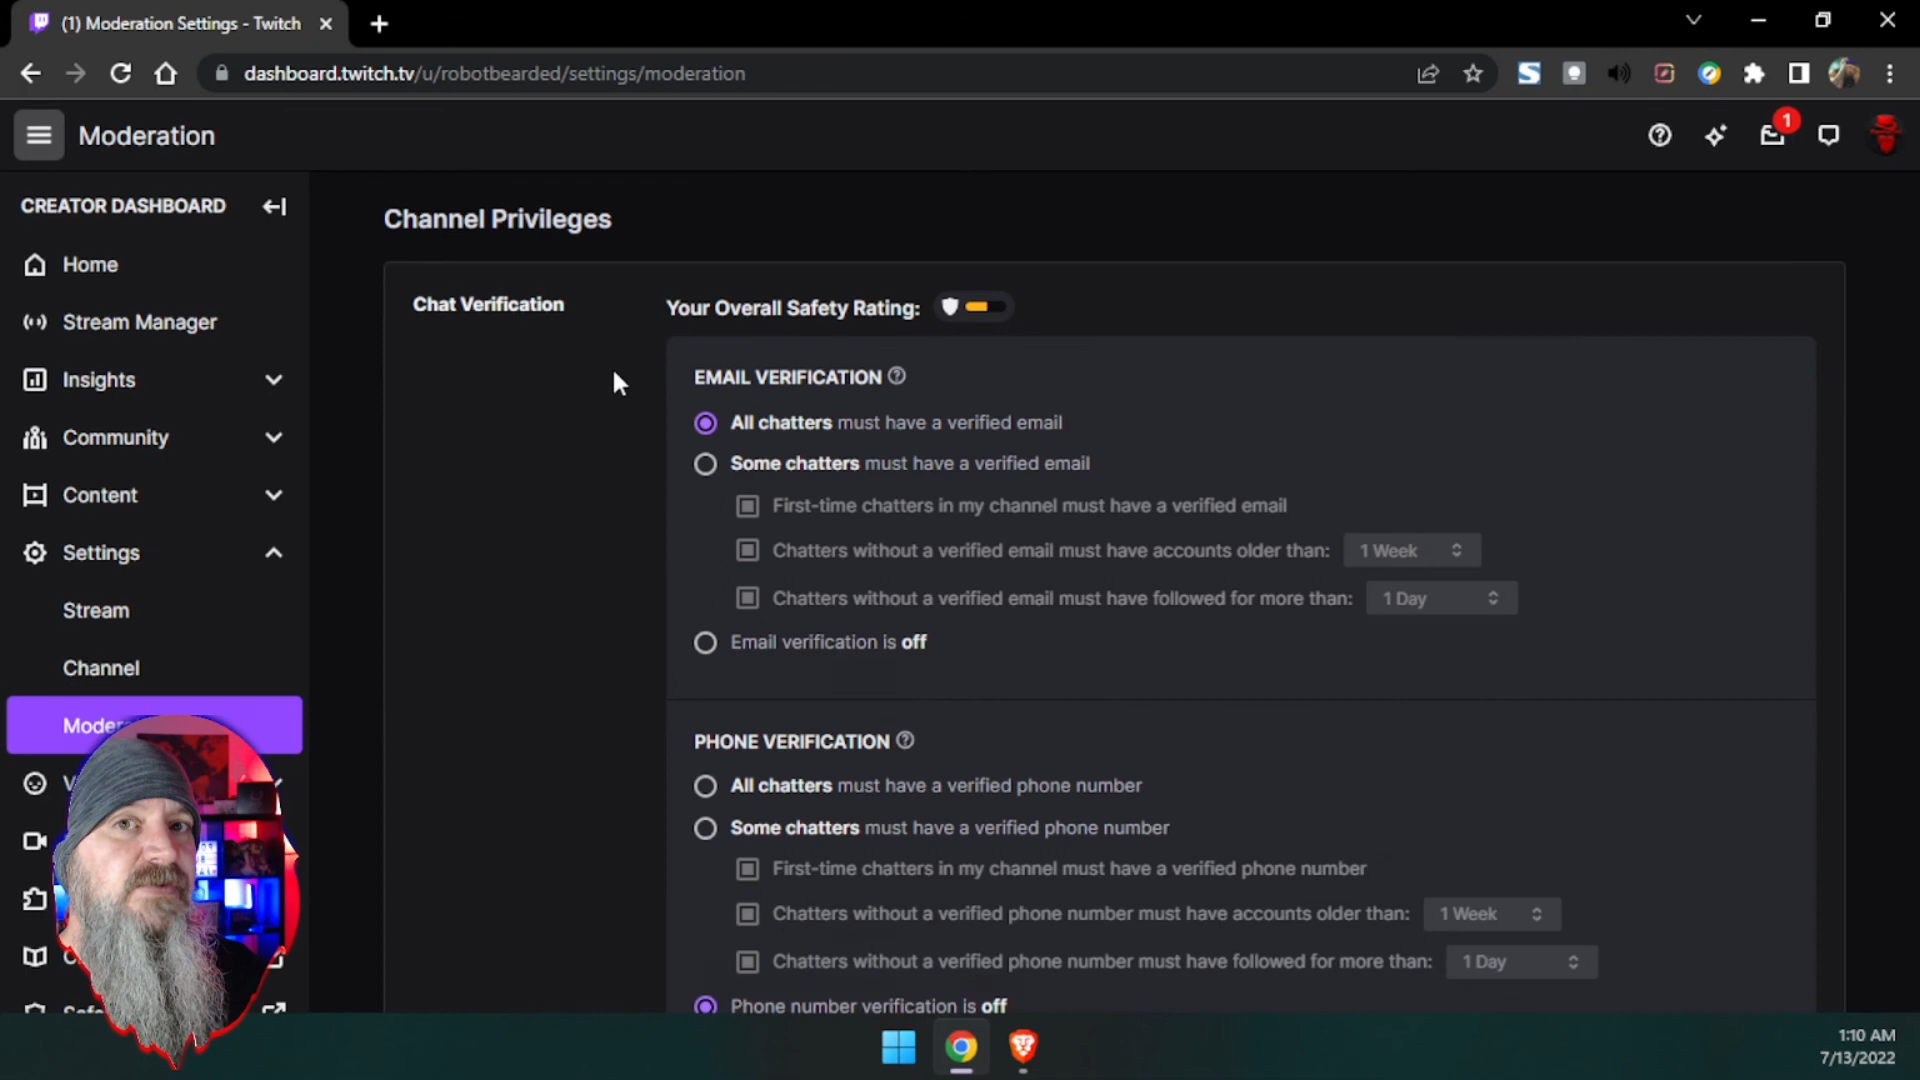 (1) Moderation Settings - Twitch
dashboard.twitch.tv/u/robotbearded/settings/moderation
Moderation
1
CREATOR DASHBOARD
Home
Stream Manager
Insights
Community
Content
Settings
Stream
Channel
Channel Privileges
Chat Verification
Your Overall Safety Rating:
EMAIL VERIFICATION
All chatters must have a verified email
Some chatters must have a verified email
First-time chatters in my channel must have a verified email
Chatters without a verified email must have accounts older than: 1 Week
Chatters without a verified email must have followed for more than: 1 Day
Email verification is off
PHONE VERIFICATION
All chatters must have a verified phone number
Some chatters must have a verified phone number
First-time chatters in my channel must have a verified phone number
Chatters without a verified phone number must have accounts older than: 1 Week
Chatters without a verified phone number must have followed for more than: 1 Day
Phone number verification is off
1:10 AM
7/13/2022